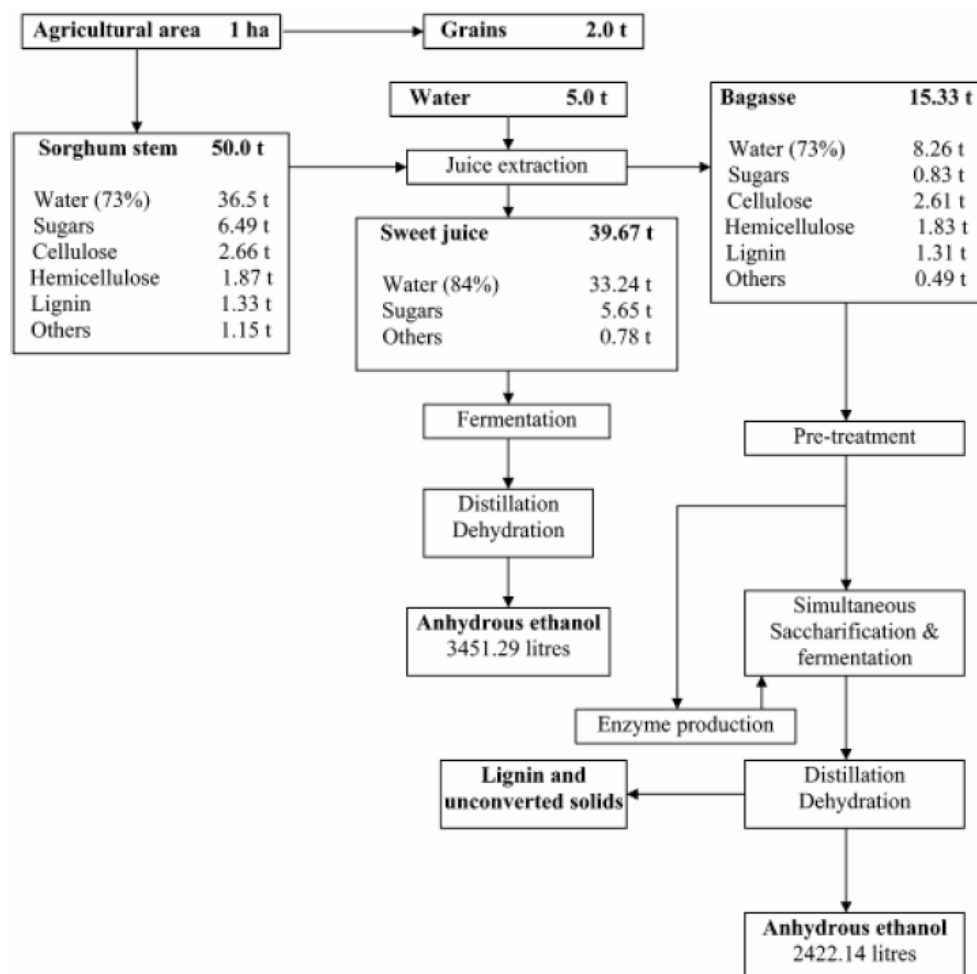 Agricultural area 1 ha
Grains 2.0 t
Water 5.0 t
Bagasse 15.33 t
Water (73%) 8.26 t
Sugars 0.83 t
Cellulose 2.61 t
Hemicellulose 1.83 t
Lignin 1.31 t
Others 0.49 t
Sorghum stem 50.0 t
Water (73%) 36.5 t
Sugars 6.49 t
Cellulose 2.66 t
Hemicellulose 1.87 t
Lignin 1.33 t
Others 1.15 t
Juice extraction
Sweet juice 39.67 t
Water (84%) 33.24 t
Sugars 5.65 t
Others 0.78 t
Fermentation
Pre-treatment
Distillation
Dehydration
Anhydrous ethanol
3451.29 litres
Simultaneous
Saccharification &
fermentation
Enzyme production
Lignin and
unconverted solids
Distillation
Dehydration
Anhydrous ethanol
2422.14 litres